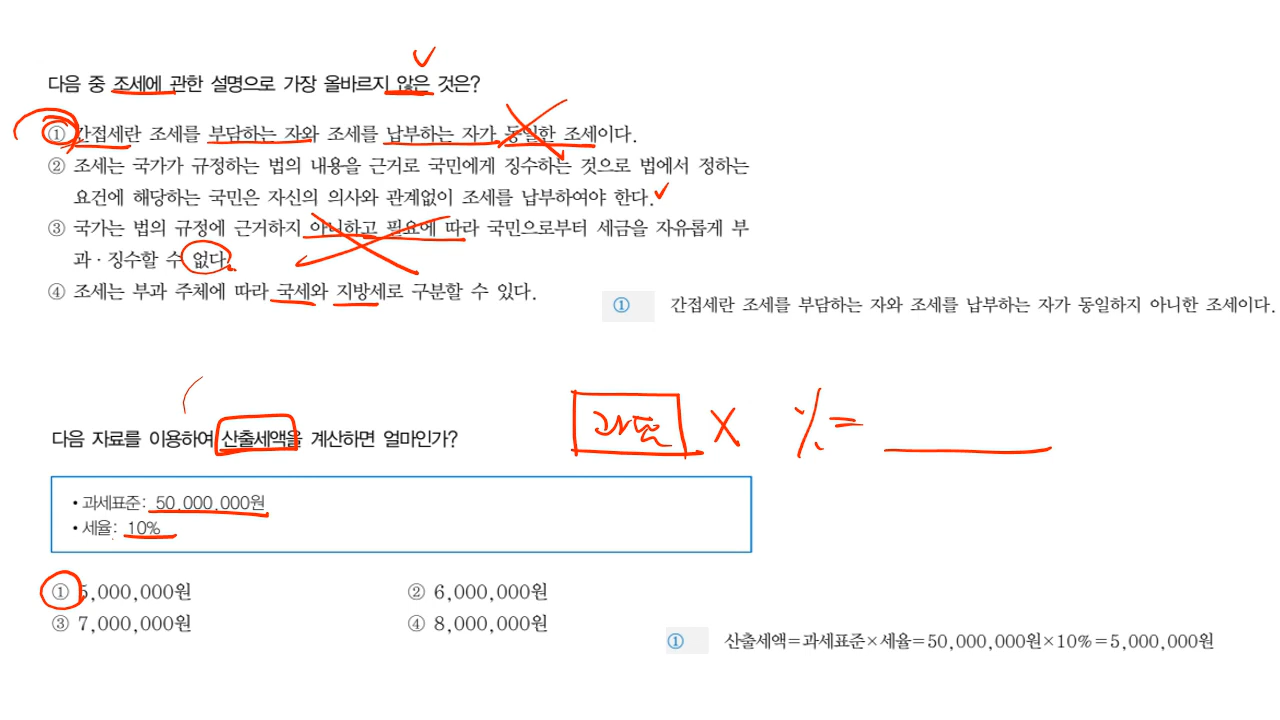 다음 중 조세에 관한 설명으로 가장 올바르지 않은 것은?
① 간접세란 조세를 부담하는 자와 조세를 납부하는 자가 동일한 조세이다.
② 조세는 국가가 규정하는 법의 내용을 근거로 국민에게 징수하는 것으로 법에서 정하는
요건에 해당하는 국민은 자신의 의사와 관계없이 조세를 납부하여야 한다.
③ 국가는 법의 규정에 근거하지 아니하고 필요에 따라 국민으로부터 세금을 자유롭게 부
과·징수할 수 없다.
④ 조세는 부과 주체에 따라 국세와 지방세로 구분할 수 있다.
① 간접세란 조세를 부담하는 자와 조세를 납부하는 자가 동일하지 아니한 조세이다.
과표 × % =
다음 자료를 이용하여 산출세액을 계산하면 얼마인가?
• 과세표준: 50,000,000원
• 세율: 10%
① 5,000,000원 ② 6,000,000원
③ 7,000,000원 ④ 8,000,000원
① 산출세액=과세표준×세율=50,000,000원×10%=5,000,000원